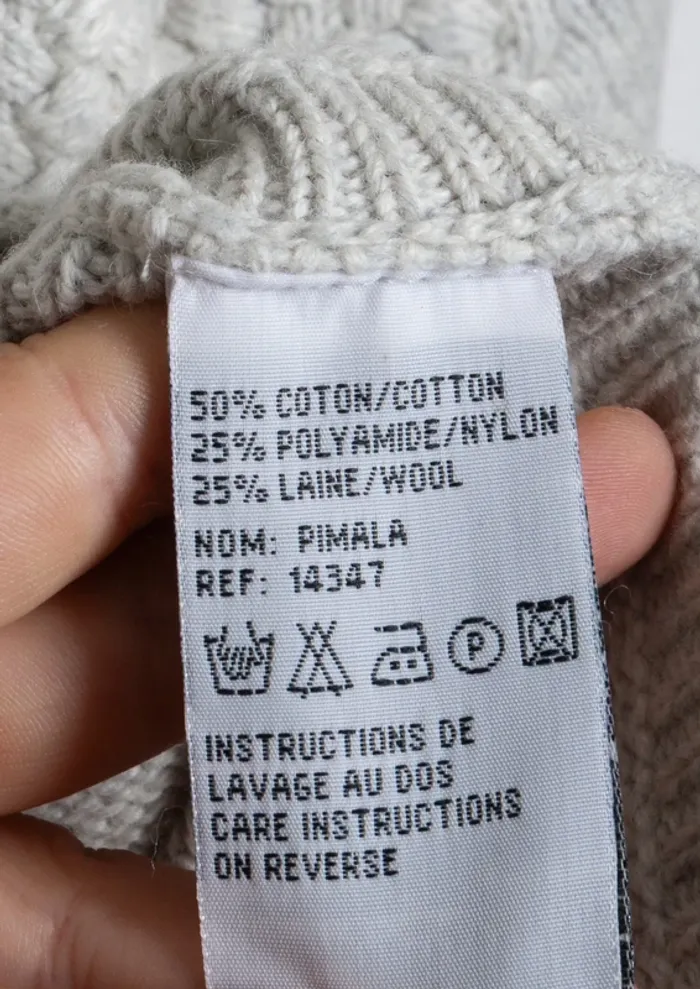 50% COTON/COTTON
25% POLYAMIDE/NYLON
25% LAINE/WOOL
NOM: PIMALA
REF: 14347
P
INSTRUCTIONS DE
LAVAGE AU DOS
CARE INSTRUCTIONS
ON REVERSE